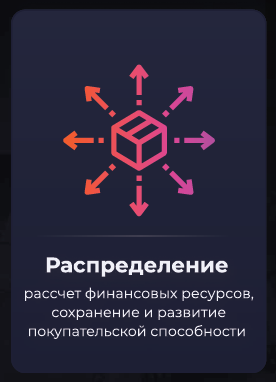 Распределение
рассчет финансовых ресурсов,
сохранение и развитие
покупательской способности